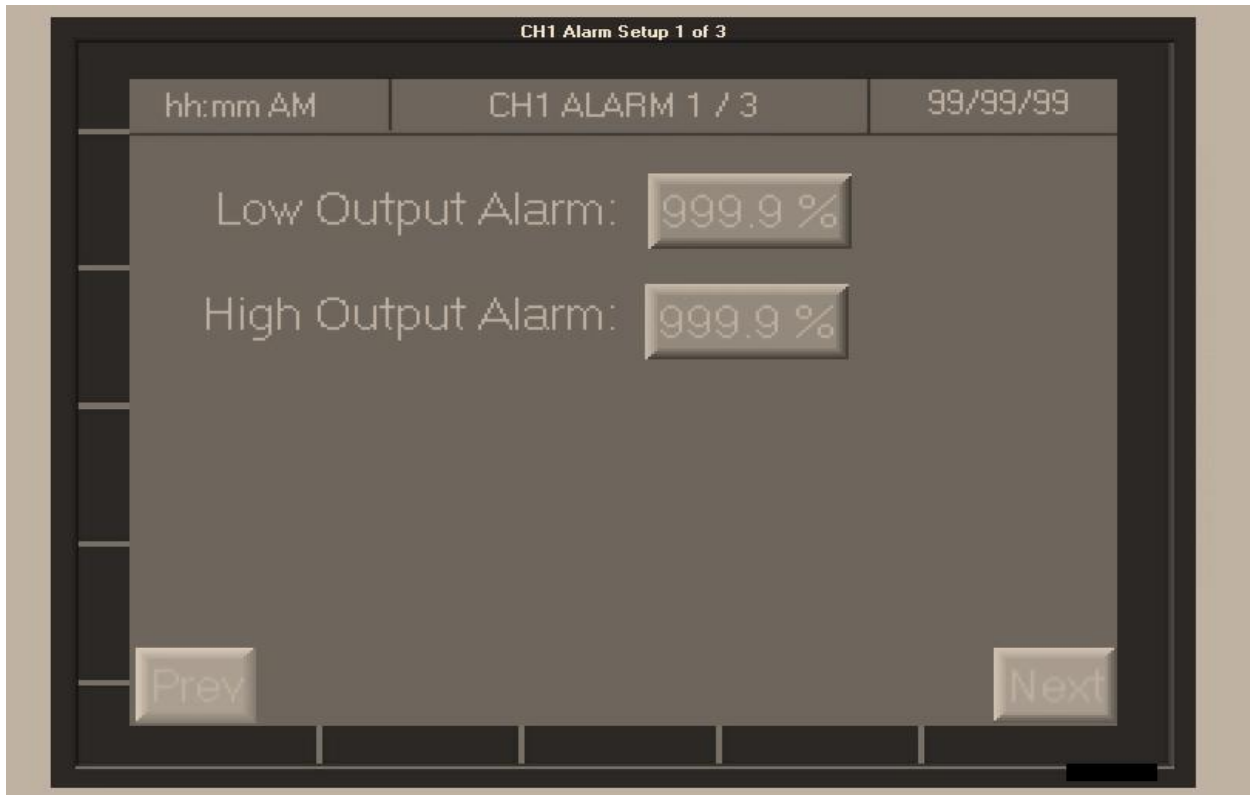 CH1 Alarm Setup 1 of 3
hh:mm AM CH1 ALARM 1 / 3 99/99/99
Low Output Alarm: 999.9 %
High Output Alarm: 999.9 %
Prev Next